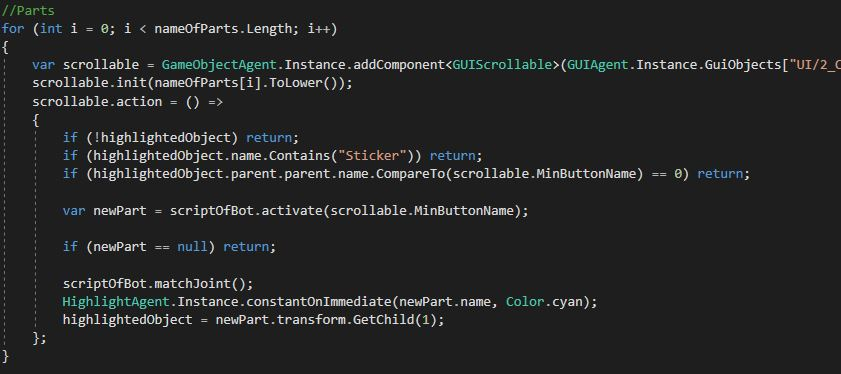 //Parts
for (int i = 0; i < nameOfParts.Length; i++)
{
var scrollable = GameObjectAgent.Instance.addComponent<GUIScrollable>(GUIAgent.Instance.GuiObjects["UI/2_C
scrollable.init(nameOfParts[i].ToLower());
scrollable.action = () =>
{
if (!highlightedObject) return;
if (highlightedObject.name.Contains("Sticker")) return;
if (highlightedObject.parent.parent.name.CompareTo(scrollable.MinButtonName) == 0) return;
var newPart = scriptOfBot.activate(scrollable.MinButtonName);
if (newPart == null) return;
scriptOfBot.matchJoint();
HighlightAgent.Instance.constantOnImmediate(newPart.name, Color.cyan);
highlightedObject = newPart.transform.GetChild(1);
};
}